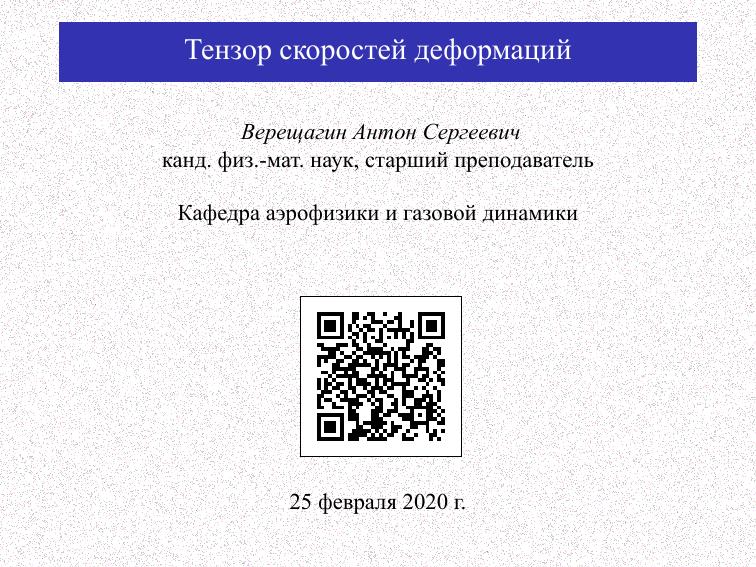 Тензор скоростей деформаций
Верещагин Антон Сергеевич
канд. физ.-мат. наук, старший преподаватель
Кафедра аэрофизики и газовой динамики
25 февраля 2020 г.